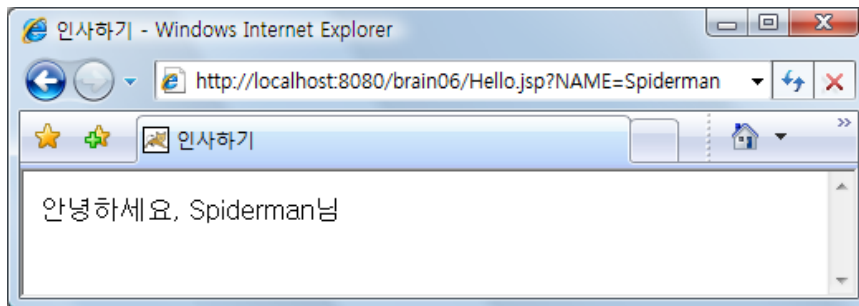 인사하기 - Windows Internet Explorer
http://localhost:8080/brain06/Hello.jsp?NAME=Spiderman
인사하기
안녕하세요, Spiderman님